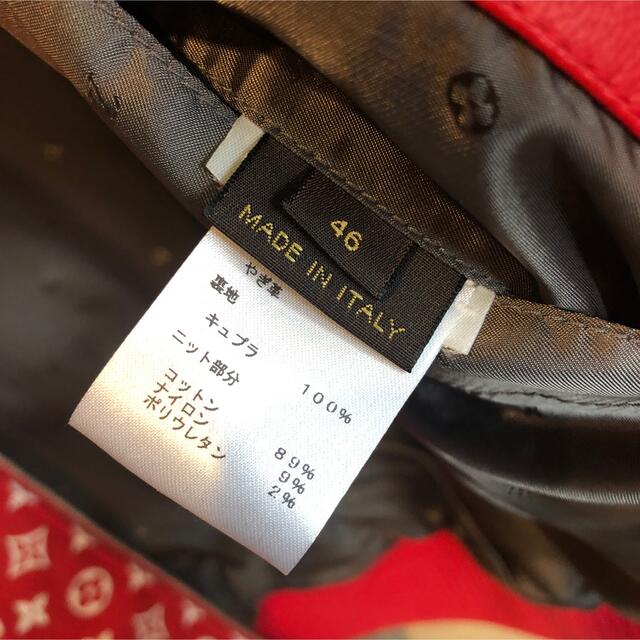 46
MADE IN ITALY
やぎ革
裏地
キュプラ 100%
ニット部分
コットン 89%
ナイロン 9%
ポリウレタン 2%